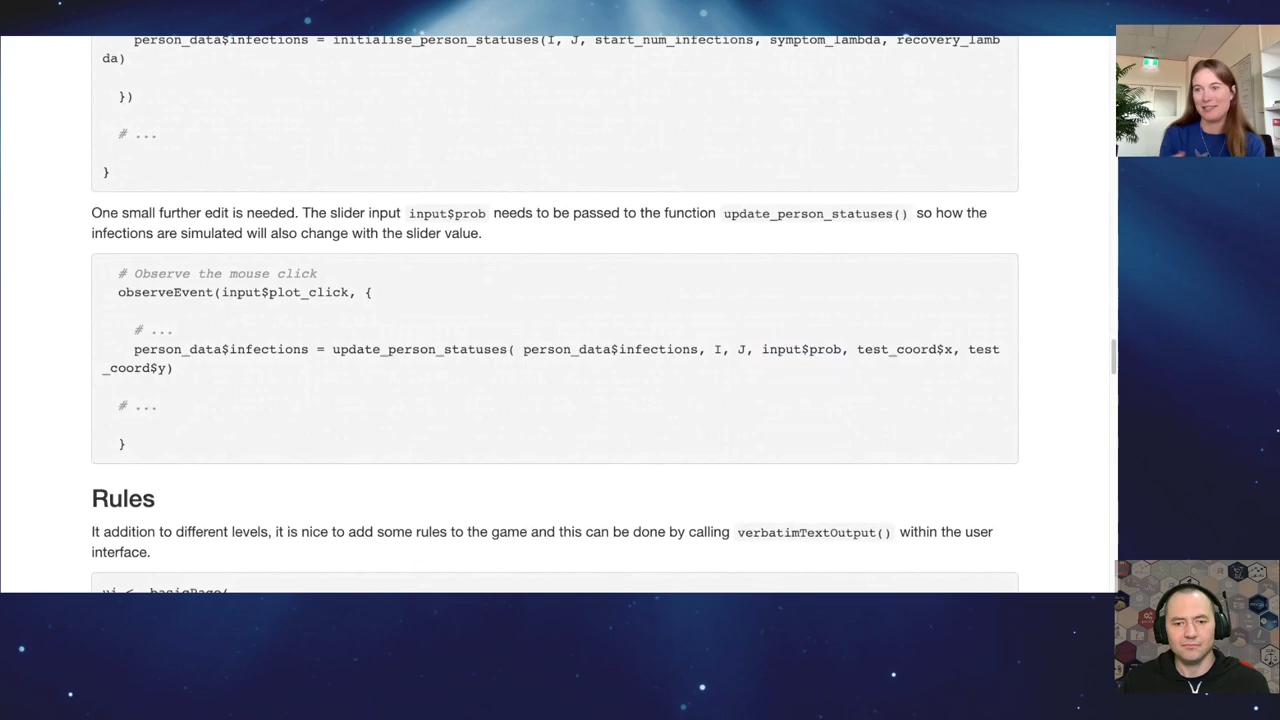 person_data$infections = initialise_person_statuses(I, J, start_num_infections, symptom_lambda, recovery_lamb
da)
})
# ...
}
One small further edit is needed. The slider input input$prob needs to be passed to the function update_person_statuses() so how the
infections are simulated will also change with the slider value.
# Observe the mouse click
observeEvent(input$plot_click, {
# ...
person_data$infections = update_person_statuses( person_data$infections, I, J, input$prob, test_coord$x, test
_coord$y)
# ...
}
Rules
It addition to different levels, it is nice to add some rules to the game and this can be done by calling verbatimTextOutput() within the user
interface.
ui <- basicPage(